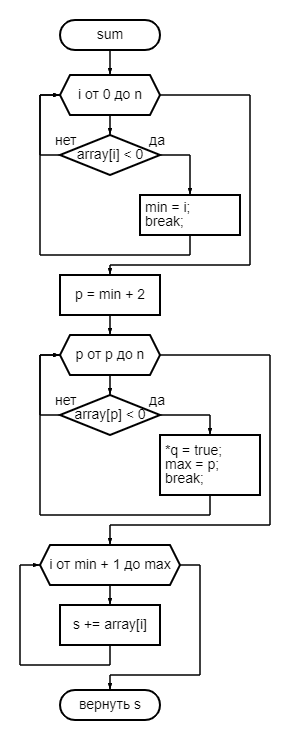 sum
i от 0 до n
нет
да
array[i] < 0
min = i;
break;
p = min + 2
p от p до n
нет
да
array[p] < 0
*q = true;
max = p;
break;
i от min + 1 до max
s += array[i]
вернуть s